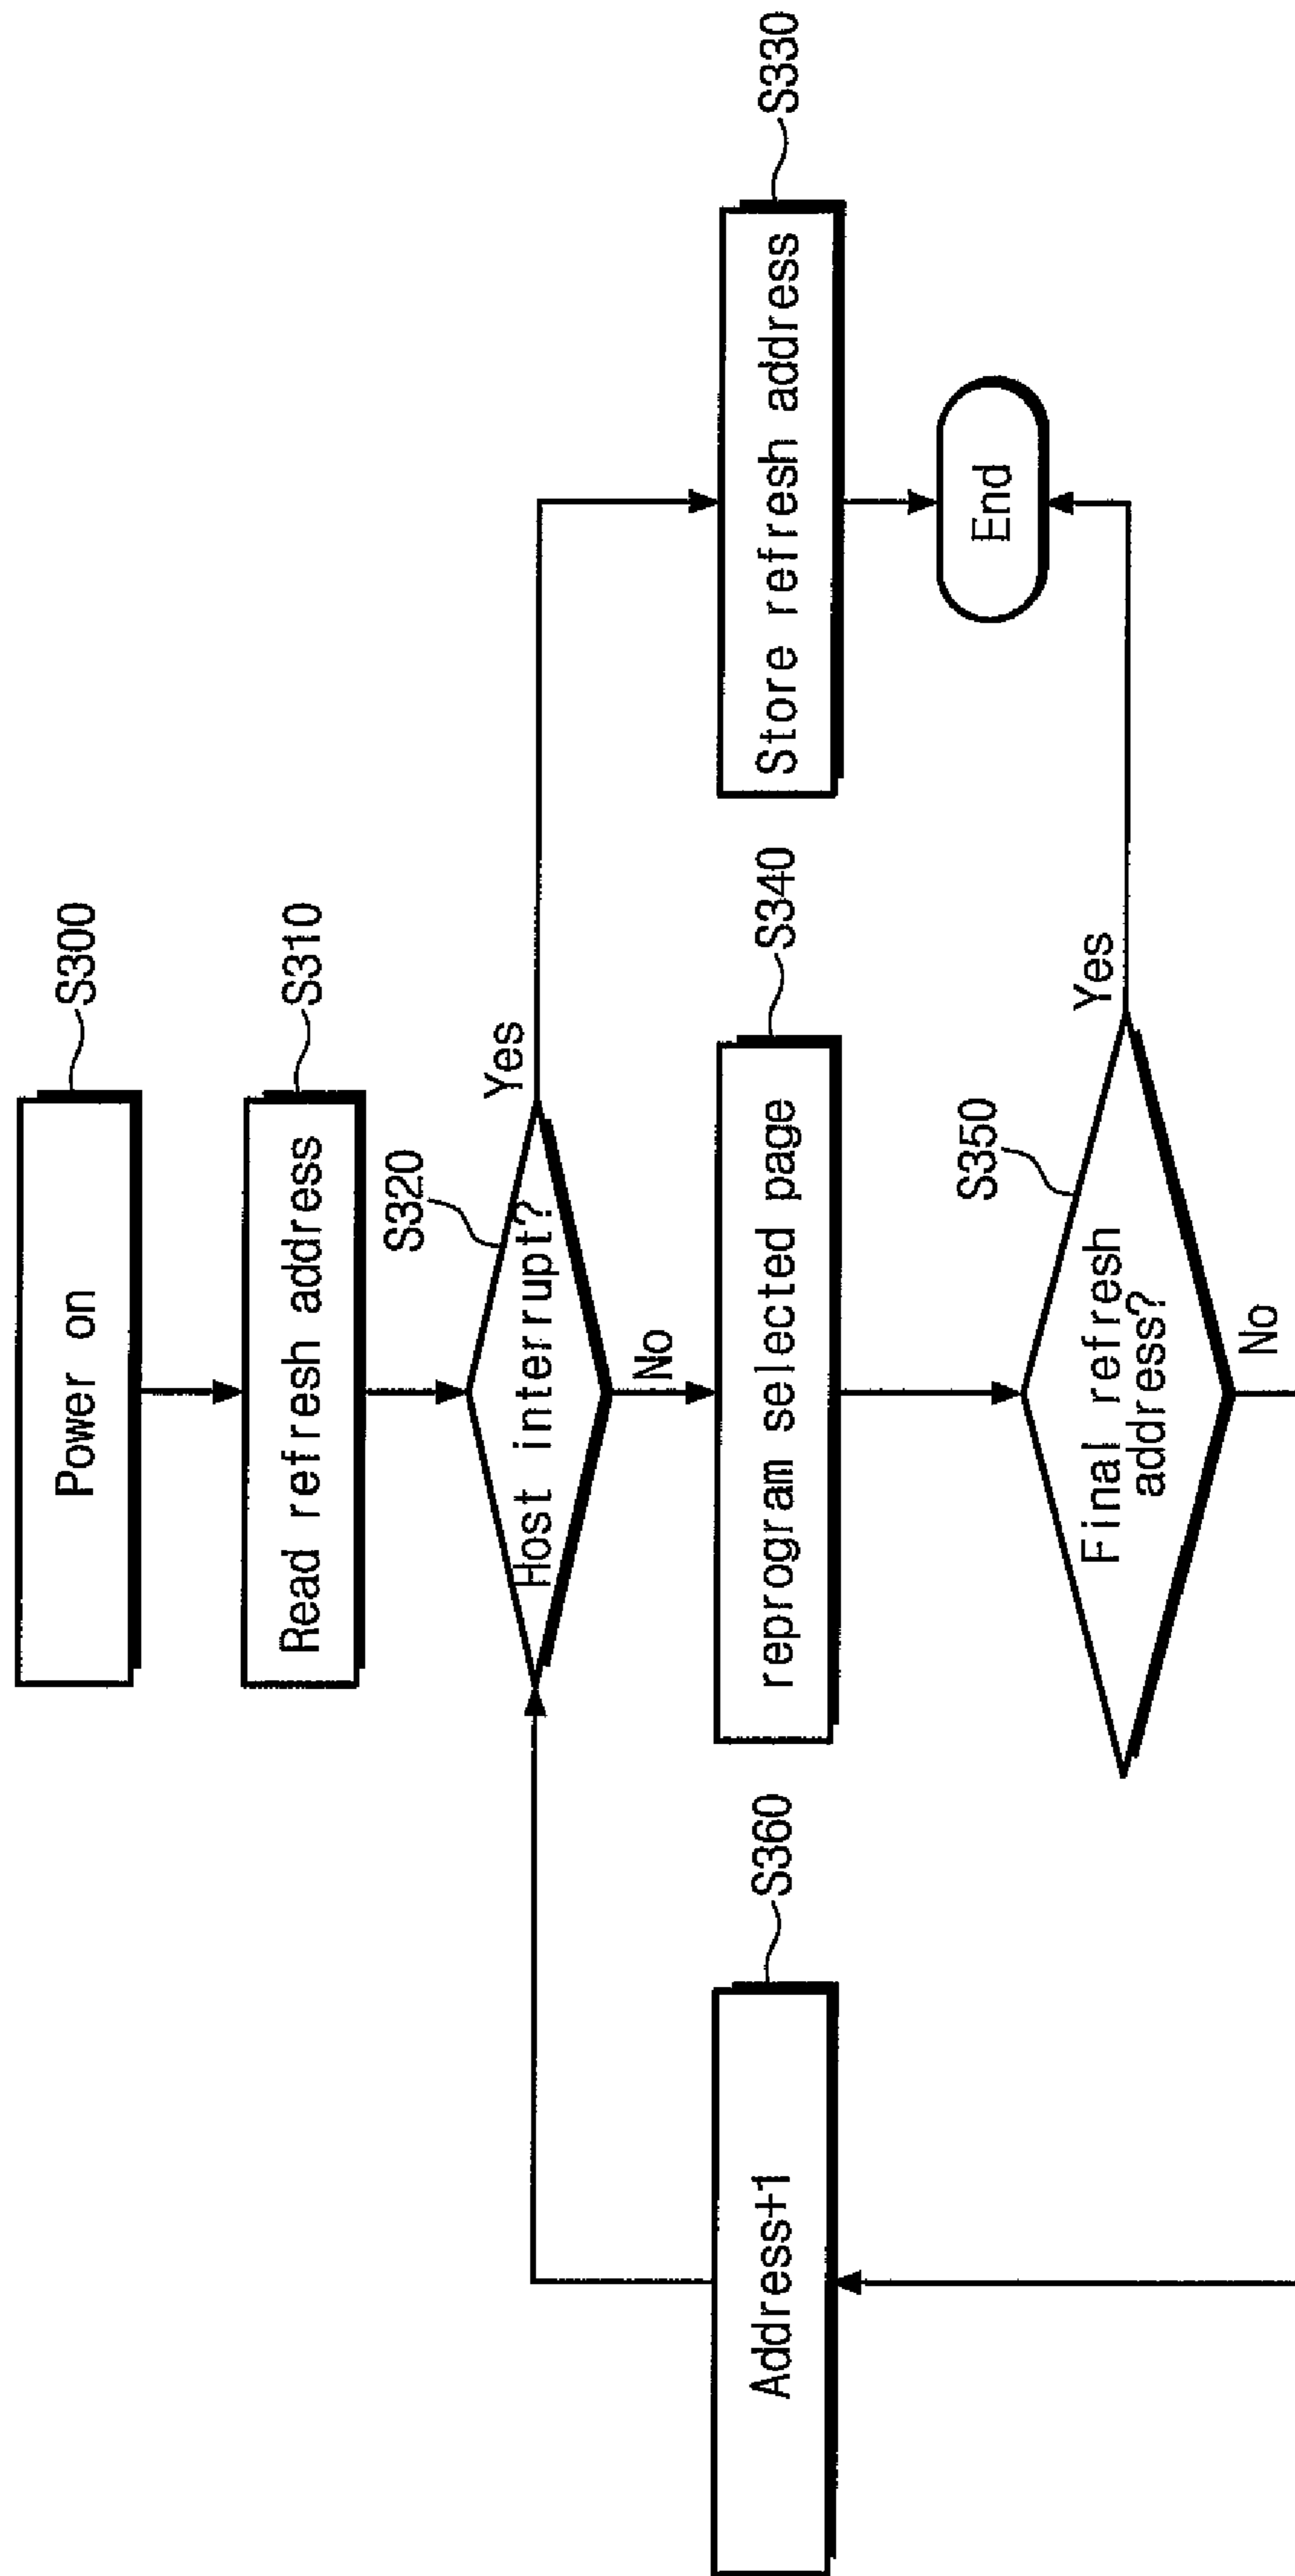 Power on
S300
Read refresh address
S310
S320
Host interrupt?
Yes
No
Address+1
S360
reprogram selected page
S340
Store refresh address
S330
End
S350
Final refresh
address?
Yes
No